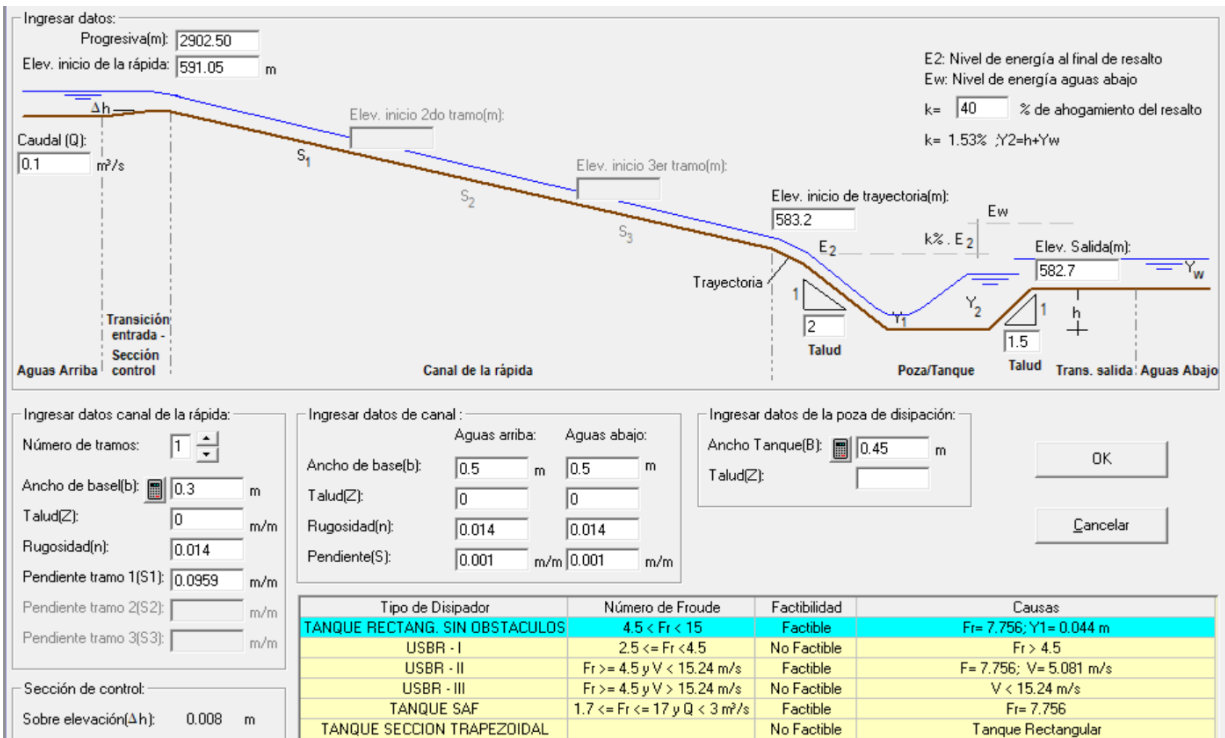 Ingresar datos:
Progresiva(m): 2902.50
Elev. inicio de la rápida: 591.05 m
E2: Nivel de energía al final de resalto
Ew: Nivel de energía aguas abajo
k= 40 % de ahogamiento del resalto
k= 1.53% ;Y2=h+Yw
Δh
Caudal (Q):
0.1 m³/s
Elev. inicio 2do tramo(m):
S1
Elev. inicio 3er tramo(m):
S2
S3
Elev. inicio de trayectoria(m):
583.2
Ew
E2
k% . E2
Elev. Salida(m):
582.7
Yw
Trayectoria
1
2
Talud
Y1
Y2
1
1.5
Talud
h
Transición entrada -
Sección control
Aguas Arriba
Canal de la rápida
Poza/Tanque
Trans. salida
Aguas Abajo
Ingresar datos canal de la rápida:
Número de tramos: 1
Ancho de basel(b): 0.3 m
Talud(Z): 0 m/m
Rugosidad(n): 0.014
Pendiente tramo 1(S1): 0.0959 m/m
Pendiente tramo 2(S2): m/m
Pendiente tramo 3(S3): m/m
Sección de control:
Sobre elevación(Δh): 0.008 m
Ingresar datos de canal :
Aguas arriba: Aguas abajo:
Ancho de base(b): 0.5 m 0.5 m
Talud(Z): 0 0
Rugosidad(n): 0.014 0.014
Pendiente(S): 0.001 m/m 0.001 m/m
Ingresar datos de la poza de disipación:
Ancho Tanque(B): 0.45 m
Talud(Z):
OK
Cancelar
Tipo de Disipador Número de Froude Factibilidad Causas
TANQUE RECTANG. SIN OBSTACULOS 4.5 < Fr < 15 Factible Fr= 7.756; Y1= 0.044 m
USBR - I 2.5 <= Fr <4.5 No Factible Fr > 4.5
USBR - II Fr >= 4.5 y V < 15.24 m/s Factible F= 7.756; V= 5.081 m/s
USBR - III Fr >= 4.5 y V > 15.24 m/s No Factible V < 15.24 m/s
TANQUE SAF 1.7 <= Fr <= 17 y Q < 3 m³/s Factible Fr= 7.756
TANQUE SECCION TRAPEZOIDAL No Factible Tanque Rectangular